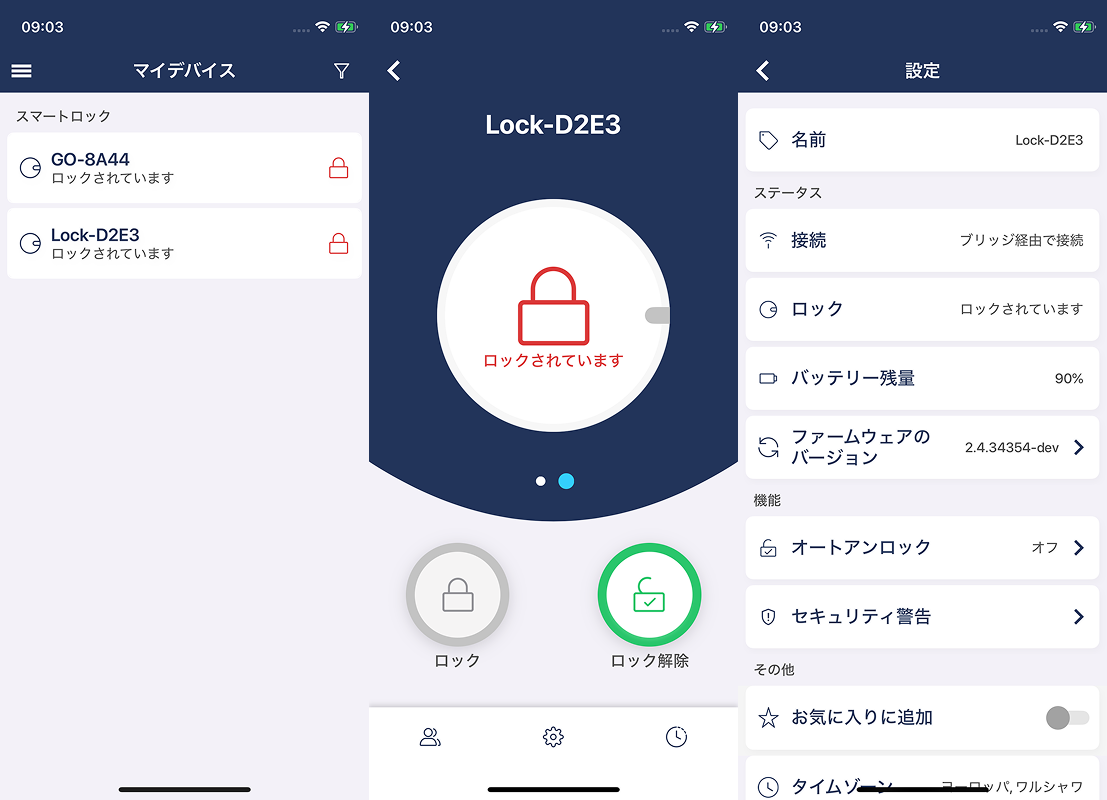 09:03
マイデバイス
スマートロック
GO-8A44
ロックされています
Lock-D2E3
ロックされています
09:03
Lock-D2E3
ロックされています
ロック
ロック解除
09:03
設定
名前
Lock-D2E3
ステータス
接続
ブリッジ経由で接続
ロック
ロックされています
バッテリー残量
90%
ファームウェアの
バージョン
2.4.34354-dev
機能
オートアンロック
オフ
セキュリティ警告
その他
お気に入りに追加
タイムゾーン
ヨーロッパ, ワルシャワ